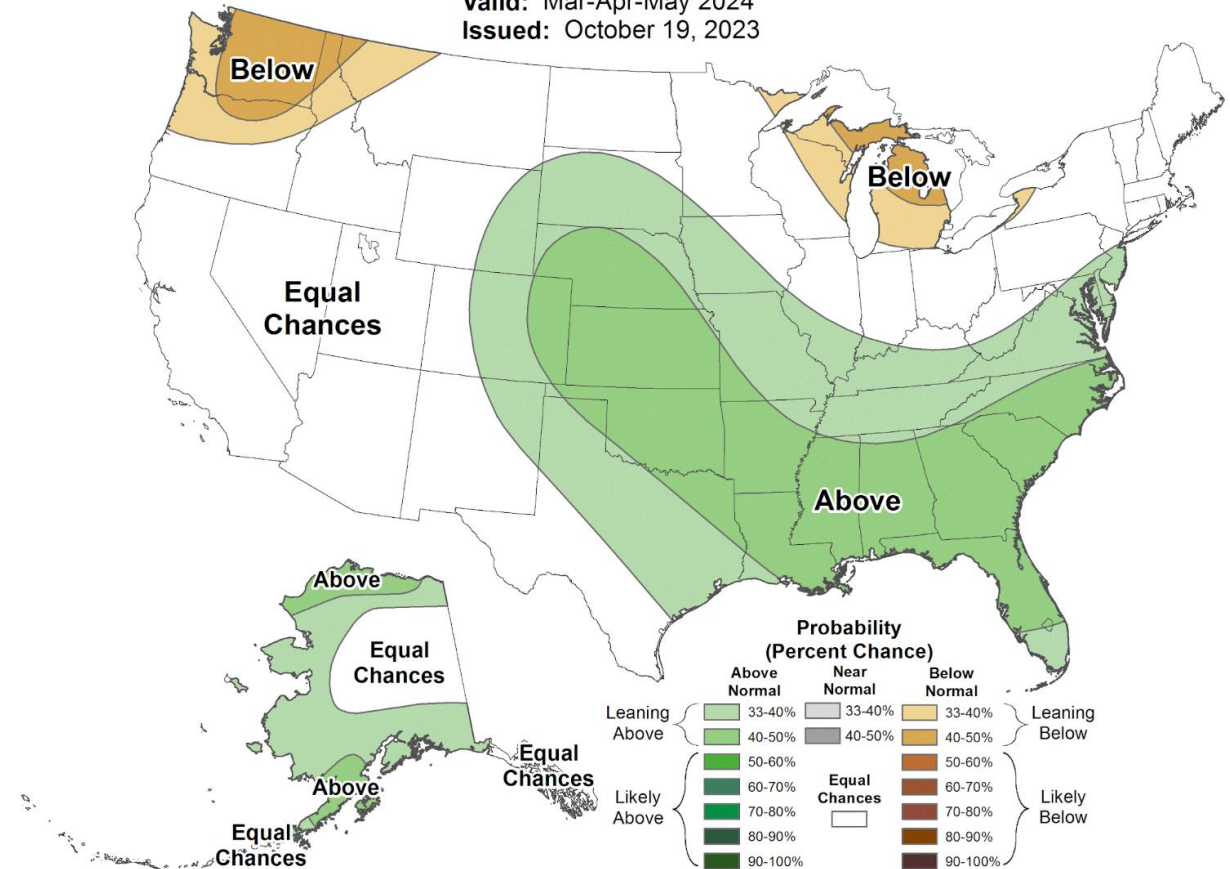 Valid: Mar-Apr-May 2024
Issued: October 19, 2023
Below
Below
Equal
Chances
Above
Above
Equal
Chances
Above
Equal
Chances
Equal
Chances
Probability
(Percent Chance)
Above
Normal
Near
Normal
Below
Normal
Leaning
Above
33-40%
40-50%
33-40%
40-50%
33-40%
40-50%
Leaning
Below
Likely
Above
50-60%
60-70%
70-80%
80-90%
90-100%
Equal
Chances
50-60%
60-70%
70-80%
80-90%
90-100%
Likely
Below